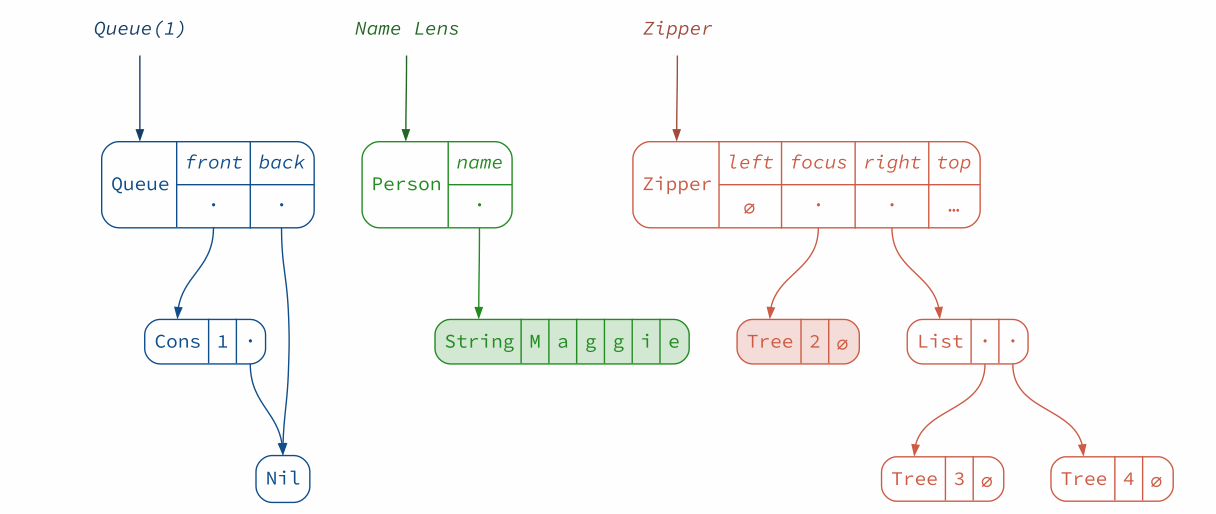 Queue(1) Name Lens Zipper
front back name left focus right top
Queue Person Zipper
· · · ∅ · · …
Cons 1 · String M a g g i e Tree 2 ∅ List · ·
Nil Tree 3 ∅ Tree 4 ∅